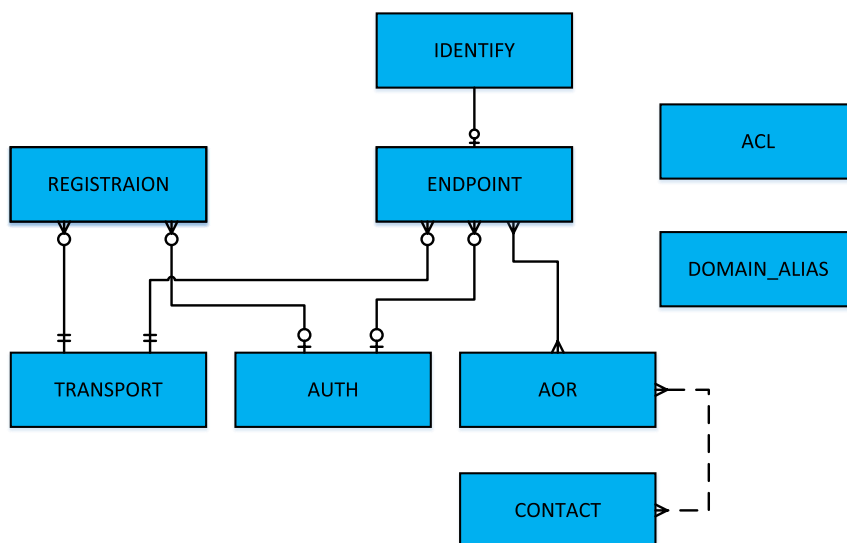 IDENTIFY
ACL
REGISTRAION
ENDPOINT
DOMAIN_ALIAS
TRANSPORT
AUTH
AOR
CONTACT